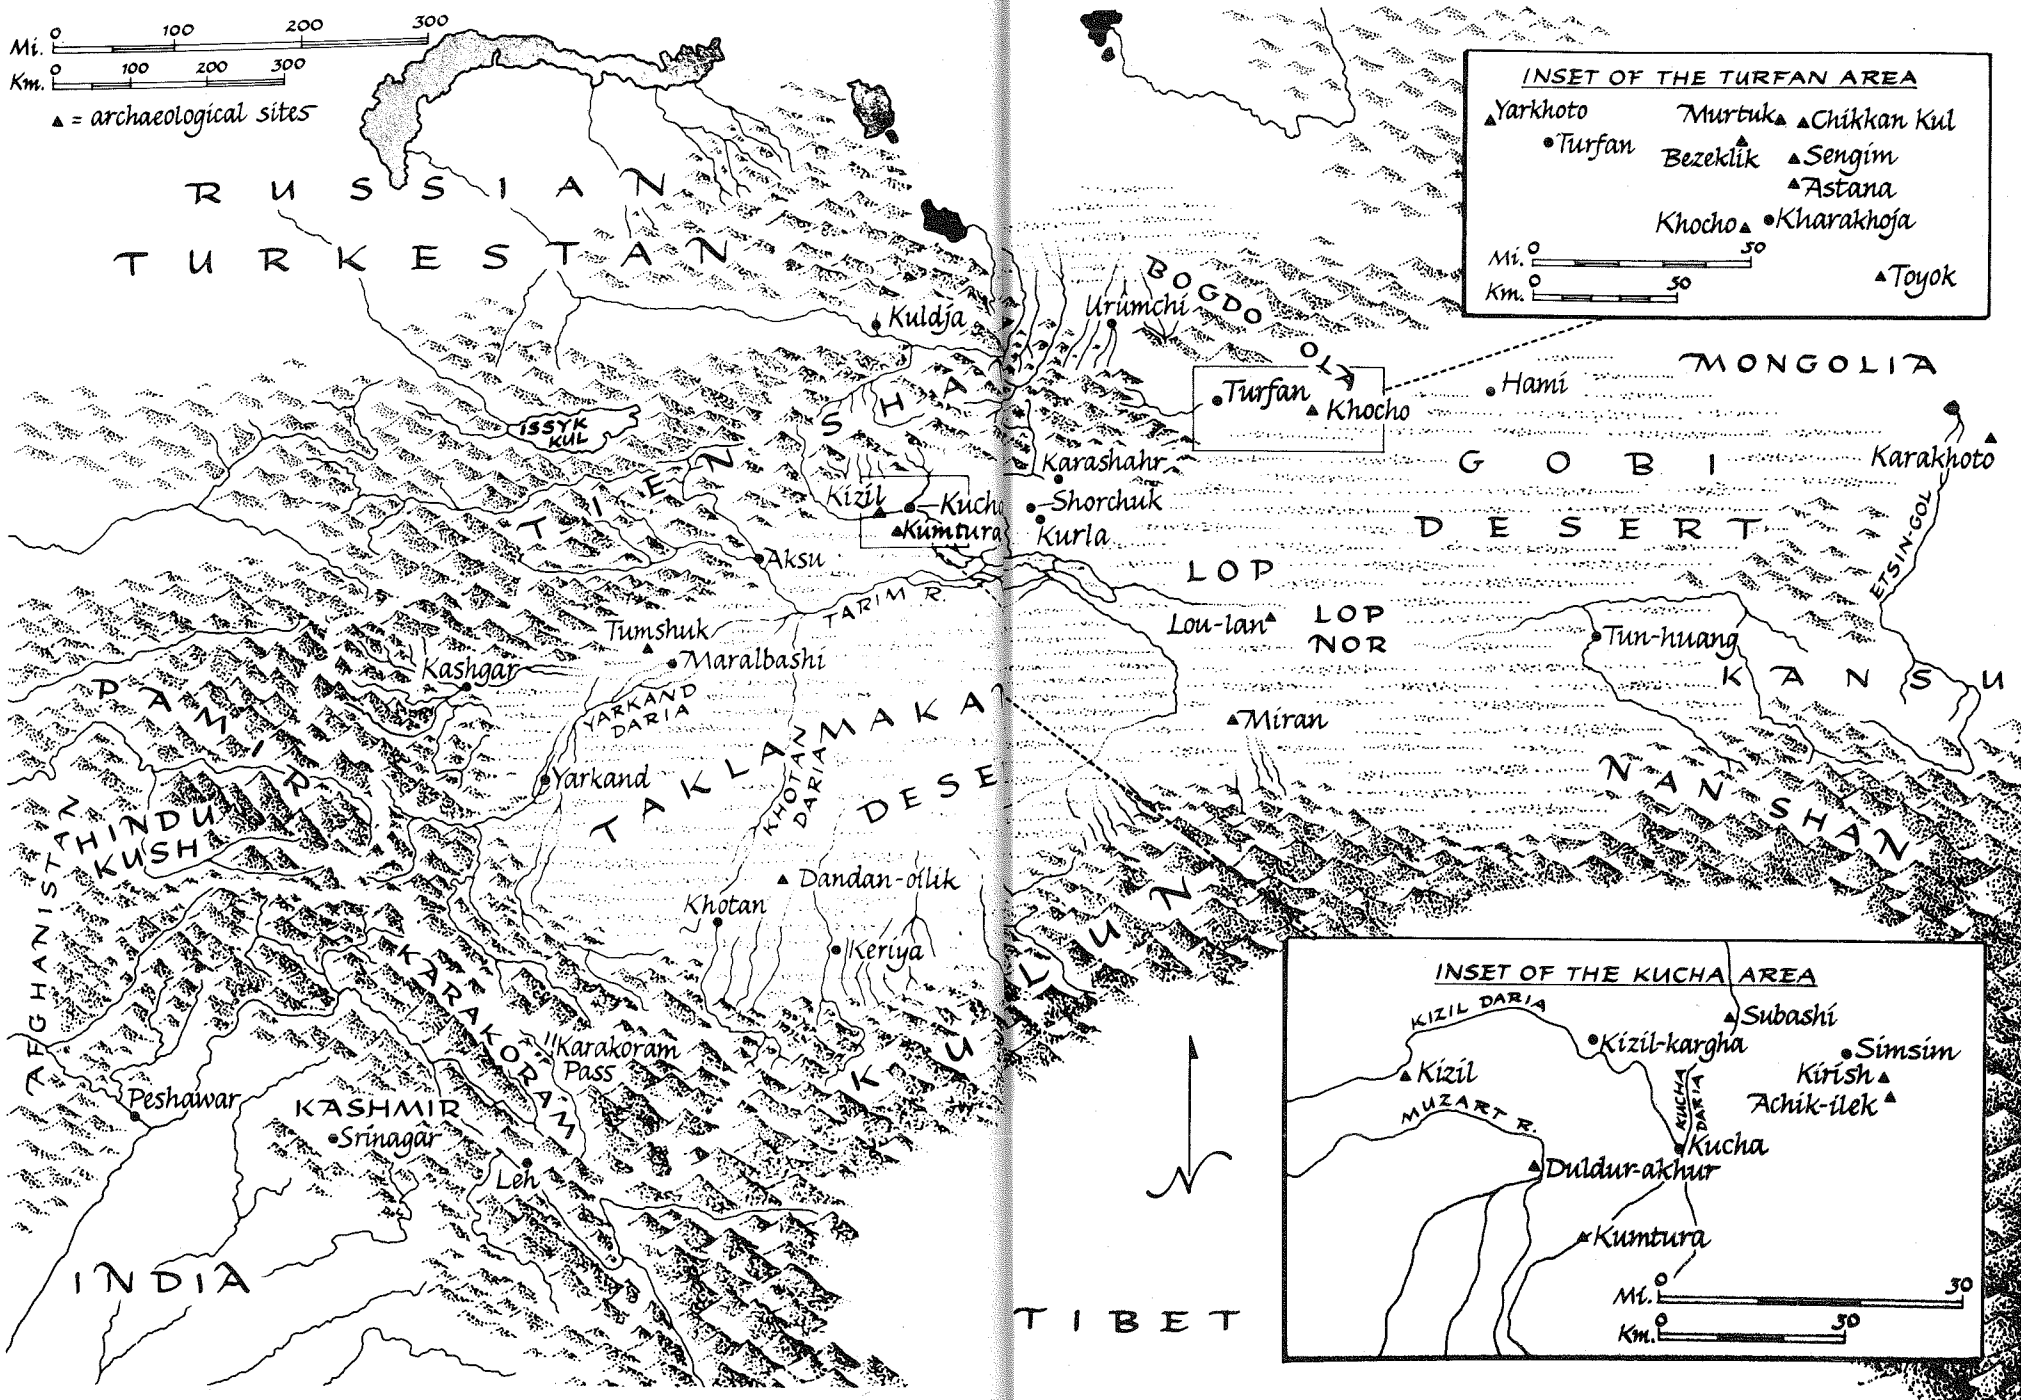 0 100 200 300
Mi.
0 100 200 300
Km.
▲ = archaeological sites
RUSSIAN
TURKESTAN
INSET OF THE TURFAN AREA
Yarkhoto
Turfan
Murtuk
Chikkan Kul
Bezeklik
Sengim
Astana
Khocho
Kharakhoja
Toyok
Mi. 0 50
Km. 0 50
BOGDO OLA
Urumchi
Kuldja
MONGOLIA
Turfan
Khocho
Hami
Karakhoto
ISSYK
KUL
TIEN SHA
GOBI
DESERT
ETSIN-GOL
Karashahr
Shorchuk
Kurla
Kizil
Kucha
Kumtura
Aksu
TARIM R.
LOP
Lou-lan
LOP
NOR
Tun-huang
KANSU
Tumshuk
Maralbashi
Kashgar
YARKAND
DARIA
Yarkand
PAMIR
HINDU
KUSH
AFGHANISTAN
TAKLAMAKA
DESE
KHOTAN
DARIA
Miran
NAN SHAN
Dandan-oilik
Khotan
Keriya
KUUN LUN
KARAKORAM
Karakoram
Pass
Peshawar
KASHMIR
Srinagar
Leh
INDIA
TIBET
N
INSET OF THE KUCHA AREA
KIZIL DARIA
Subashi
Kizil-kargha
Simsim
Kizil
Kirish
Achik-ilek
MUZART R.
KUCHA
DARIA
Kucha
Duldur-akhur
Kumtura
Mi. 0 30
Km. 0 30